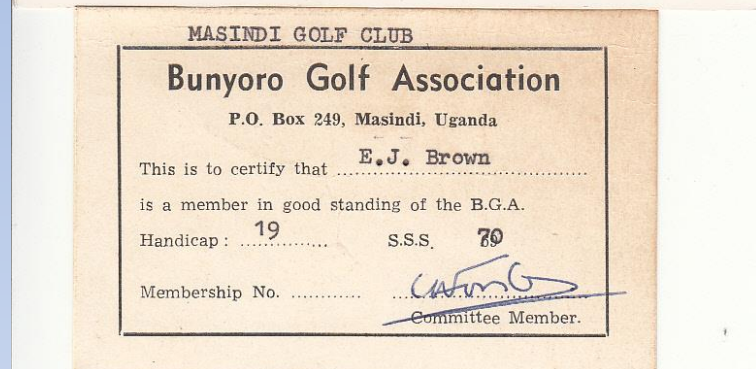 MASINDI GOLF CLUB
Bunyoro Golf Association
P.O. Box 249, Masindi, Uganda
This is to certify that E.J. Brown
is a member in good standing of the B.G.A.
Handicap: 19 S.S.S. 70
Membership No. ............
Committee Member.